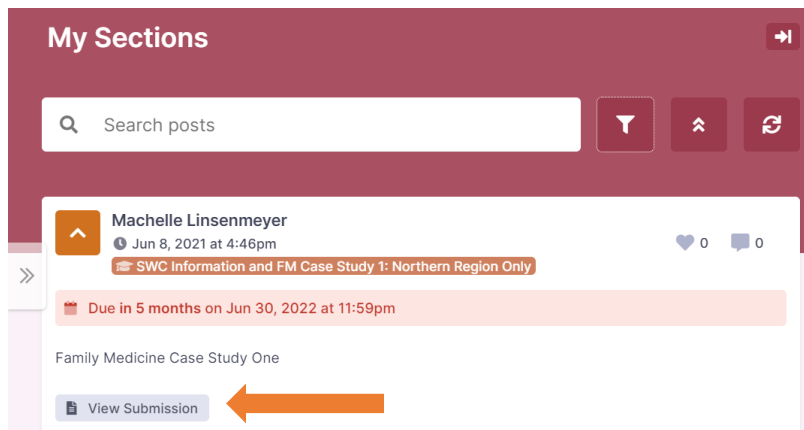 My Sections
Search posts
Machelle Linsenmeyer
Jun 8, 2021 at 4:46pm
0 0
SWC Information and FM Case Study 1: Northern Region Only
Due in 5 months on Jun 30, 2022 at 11:59pm
Family Medicine Case Study One
View Submission